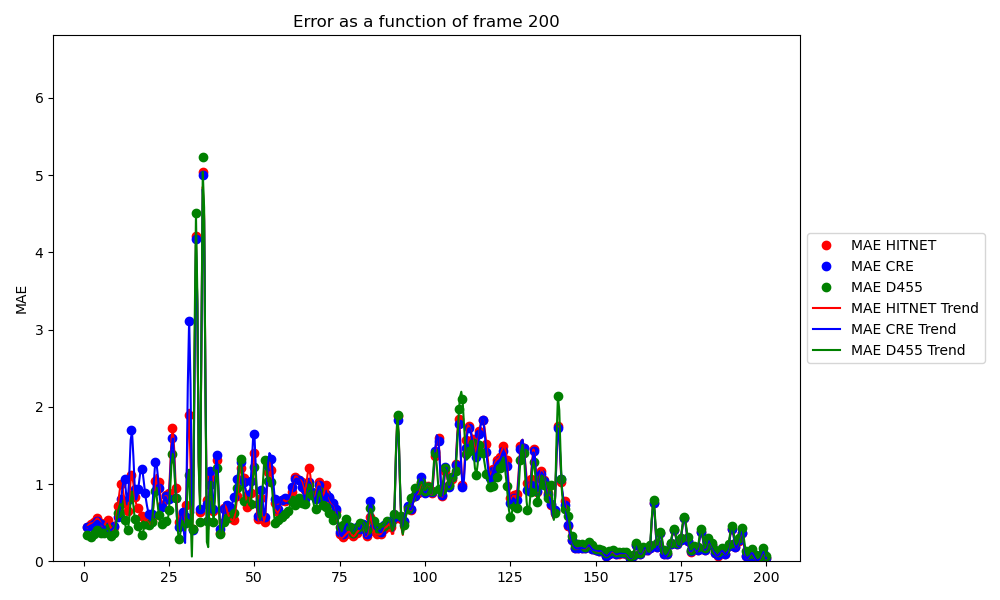 Error as a function of frame 200
MAE
6
5
4
3
2
1
0
0 25 50 75 100 125 150 175 200
MAE HITNET
MAE CRE
MAE D455
MAE HITNET Trend
MAE CRE Trend
MAE D455 Trend